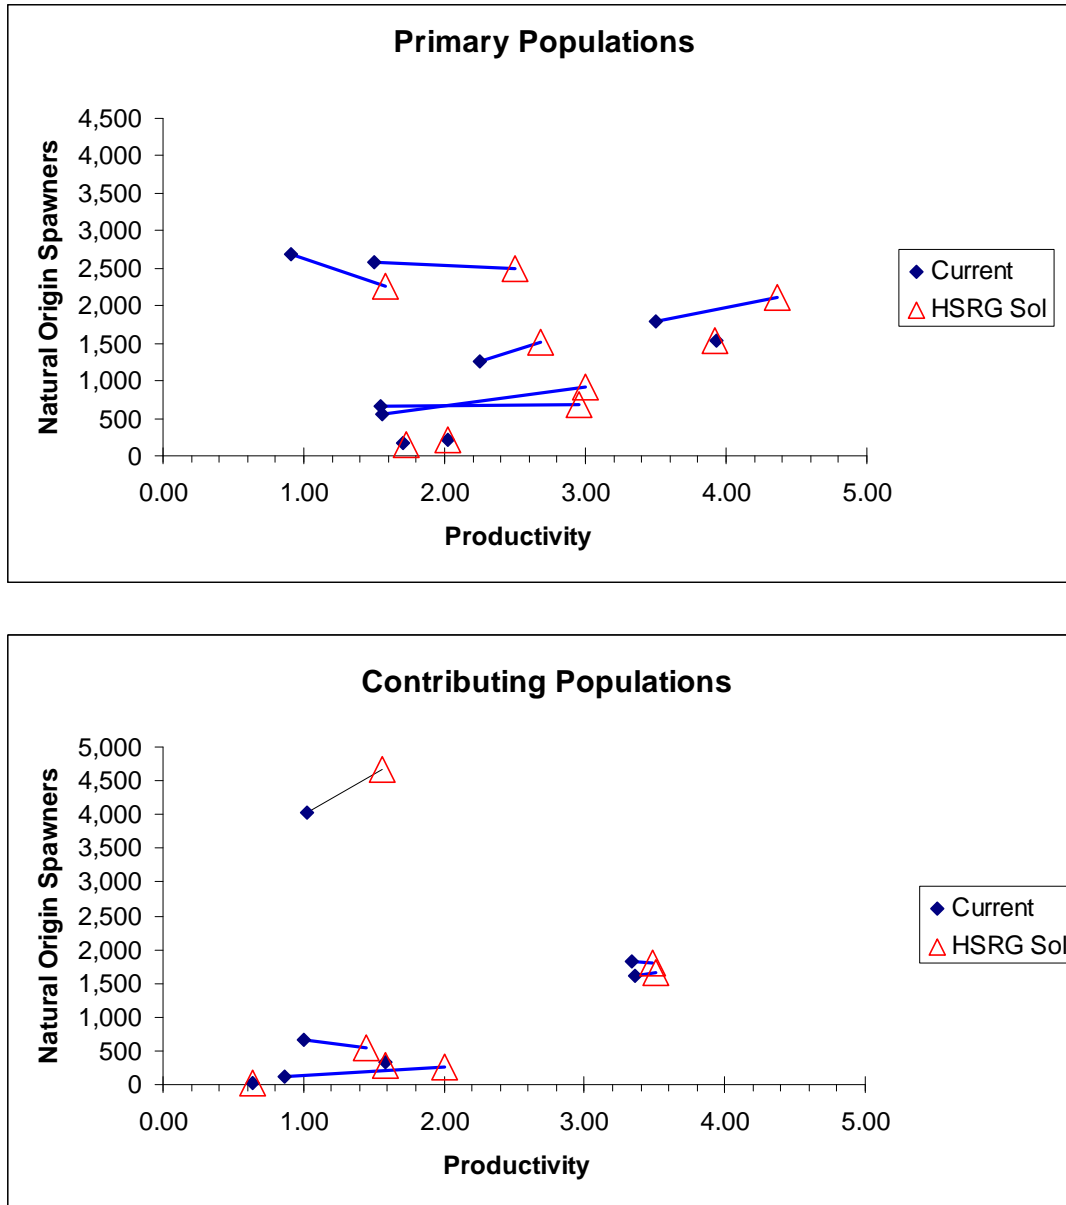 Primary Populations
Natural Origin Spawners
4,500
4,000
3,500
3,000
2,500
2,000
1,500
1,000
500
0
0.00 1.00 2.00 3.00 4.00 5.00
Productivity
Current
HSRG Sol
Contributing Populations
Natural Origin Spawners
5,000
4,500
4,000
3,500
3,000
2,500
2,000
1,500
1,000
500
0
0.00 1.00 2.00 3.00 4.00 5.00
Productivity
Current
HSRG Sol